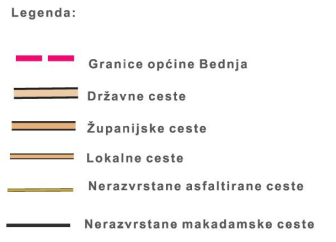 Legenda:
Granice općine Bednja
Državne ceste
Županijske ceste
Lokalne ceste
Nerazvrstane asfaltirane ceste
Nerazvrstane makadamske ceste